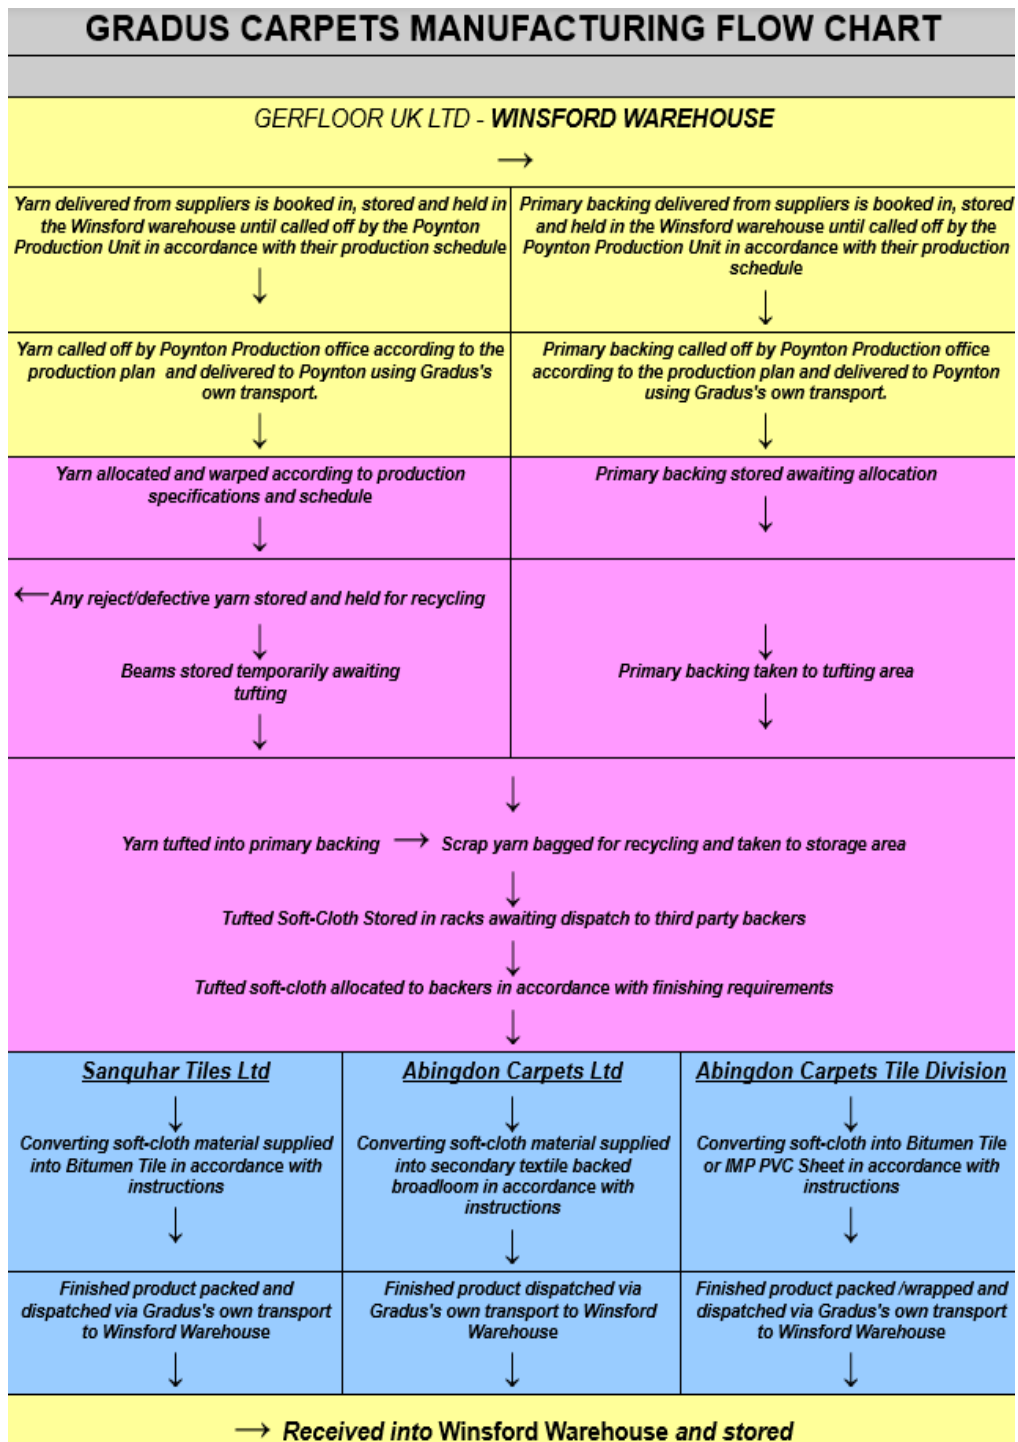 GRADUS CARPETS MANUFACTURING FLOW CHART
GERFLOOR UK LTD - WINSFORD WAREHOUSE
→
Yarn delivered from suppliers is booked in, stored and held in
the Winsford warehouse until called off by the Poynton
Production Unit in accordance with their production schedule
↓
Primary backing delivered from suppliers is booked in, stored
and held in the Winsford warehouse until called off by the
Poynton Production Unit in accordance with their production
schedule
↓
Yarn called off by Poynton Production office according to the
production plan and delivered to Poynton using Gradus's
own transport.
↓
Primary backing called off by Poynton Production office
according to the production plan and delivered to Poynton
using Gradus's own transport.
↓
Yarn allocated and warped according to production
specifications and schedule
↓
Primary backing stored awaiting allocation
↓
← Any reject/defective yarn stored and held for recycling
↓
Beams stored temporarily awaiting
tufting
↓
↓
Primary backing taken to tufting area
↓
↓
Yarn tufted into primary backing → Scrap yarn bagged for recycling and taken to storage area
↓
Tufted Soft-Cloth Stored in racks awaiting dispatch to third party backers
↓
Tufted soft-cloth allocated to backers in accordance with finishing requirements
↓
Sanquhar Tiles Ltd
↓
Converting soft-cloth material supplied
into Bitumen Tile in accordance with
instructions
↓
Abingdon Carpets Ltd
↓
Converting soft-cloth material supplied
into secondary textile backed
broadloom in accordance with
instructions
↓
Abingdon Carpets Tile Division
↓
Converting soft-cloth into Bitumen Tile
or IMP PVC Sheet in accordance with
instructions
↓
Finished product packed and
dispatched via Gradus's own transport
to Winsford Warehouse
↓
Finished product dispatched via
Gradus's own transport to Winsford
Warehouse
↓
Finished product packed /wrapped and
dispatched via Gradus's own transport
to Winsford Warehouse
↓
→ Received into Winsford Warehouse and stored